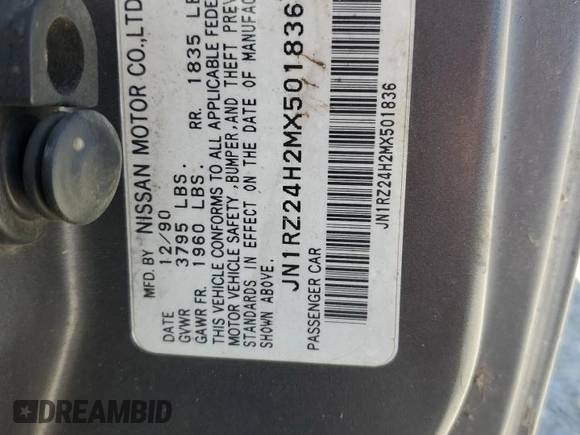 MFD. BY NISSAN MOTOR CO.,LTD
DATE 12/90
GVWR 3795 LBS.
GAWR FR. 1960 LBS. RR. 1835 LB
THIS VEHICLE CONFORMS TO ALL APPLICABLE FEDE
MOTOR VEHICLE SAFETY, BUMPER, AND THEFT PREV
STANDARDS IN EFFECT ON THE DATE OF MANUFAC
SHOWN ABOVE.
JN1RZ24H2MX501836
PASSENGER CAR
JN1RZ24H2MX501836
DREAMBID